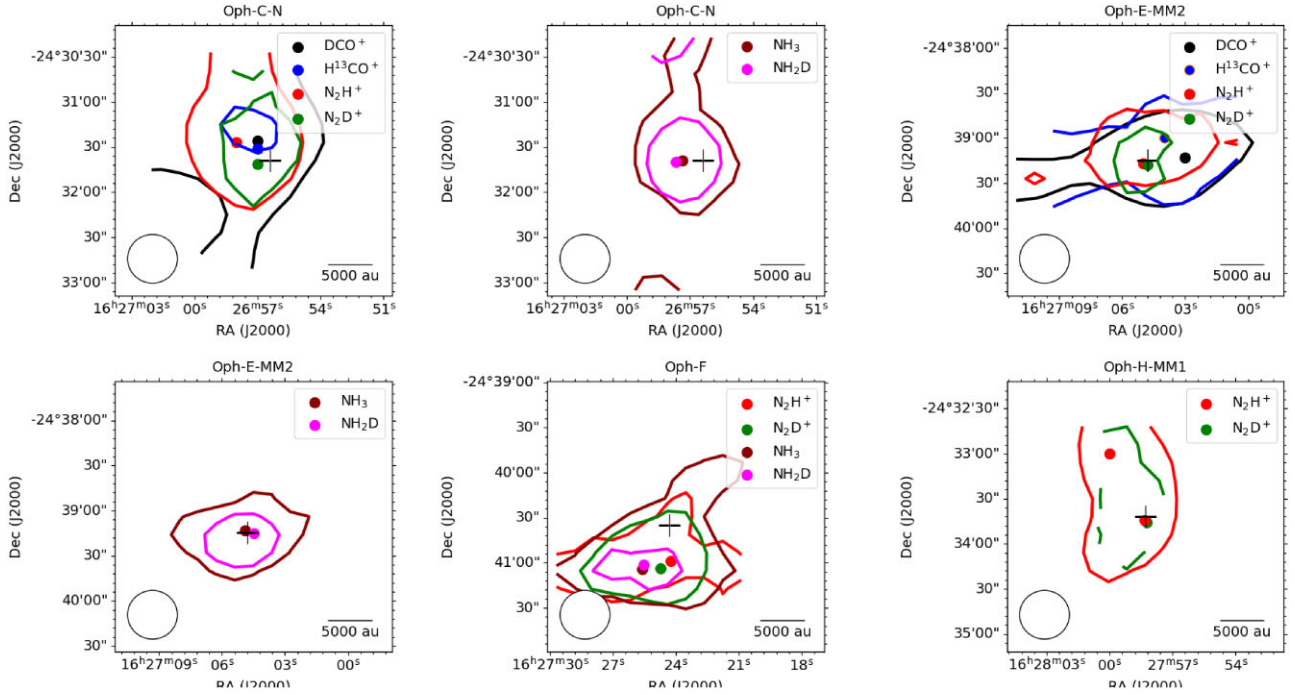 Oph-C-N
DCO⁺
H¹³CO⁺
N₂H⁺
N₂D⁺
-24°30'30"
31'00"
30"
32'00"
30"
33'00"
Dec (J2000)
5000 au
16ʰ27ᵐ03ˢ 00ˢ 26ᵐ57ˢ 54ˢ 51ˢ
RA (J2000)
Oph-C-N
NH₃
NH₂D
-24°30'30"
31'00"
30"
32'00"
30"
33'00"
Dec (J2000)
5000 au
16ʰ27ᵐ03ˢ 00ˢ 26ᵐ57ˢ 54ˢ 51ˢ
RA (J2000)
Oph-E-MM2
DCO⁺
H¹³CO⁺
N₂H⁺
N₂D⁺
-24°38'00"
30"
39'00"
30"
40'00"
30"
Dec (J2000)
5000 au
16ʰ27ᵐ09ˢ 06ˢ 03ˢ 00ˢ
RA (J2000)
Oph-E-MM2
NH₃
NH₂D
-24°38'00"
30"
39'00"
30"
40'00"
30"
Dec (J2000)
5000 au
16ʰ27ᵐ09ˢ 06ˢ 03ˢ 00ˢ
RA (J2000)
Oph-F
N₂H⁺
N₂D⁺
NH₃
NH₂D
-24°39'00"
30"
40'00"
30"
41'00"
30"
Dec (J2000)
5000 au
16ʰ27ᵐ30ˢ 27ˢ 24ˢ 21ˢ 18ˢ
RA (J2000)
Oph-H-MM1
N₂H⁺
N₂D⁺
-24°32'30"
33'00"
30"
34'00"
30"
35'00"
Dec (J2000)
5000 au
16ʰ28ᵐ03ˢ 00ˢ 27ᵐ57ˢ 54ˢ
RA (J2000)